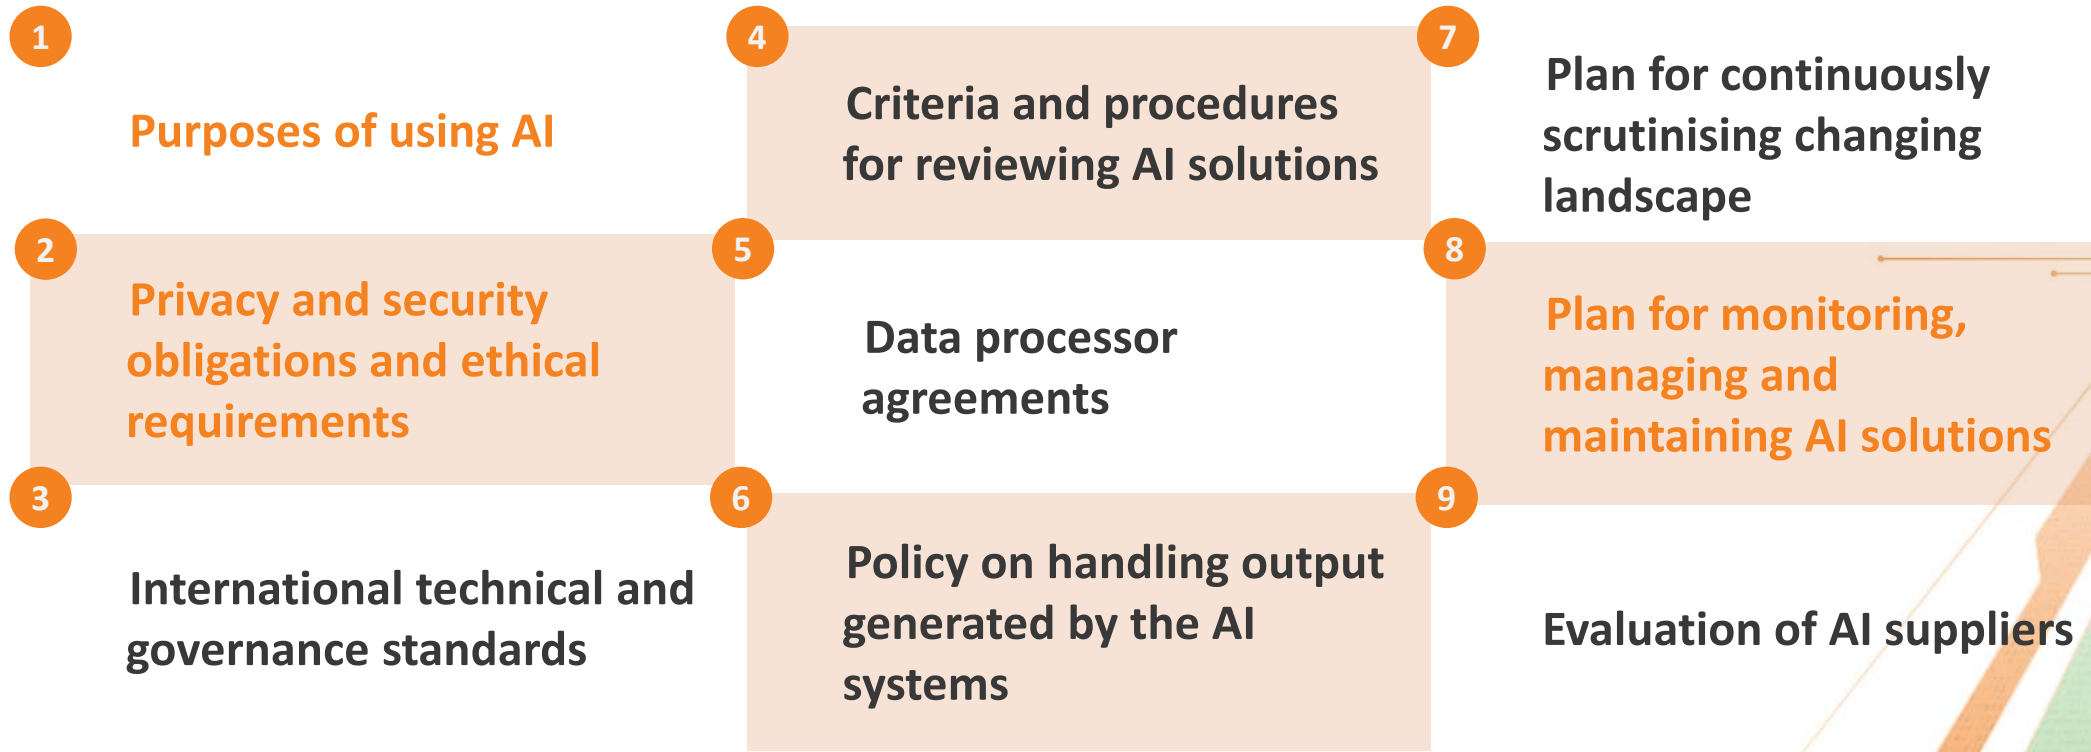 1
Purposes of using AI
2
Privacy and security
obligations and ethical
requirements
3
International technical and
governance standards
4
Criteria and procedures
for reviewing AI solutions
5
Data processor
agreements
6
Policy on handling output
generated by the AI
systems
7
Plan for continuously
scrutinising changing
landscape
8
Plan for monitoring,
managing and
maintaining AI solutions
9
Evaluation of AI suppliers